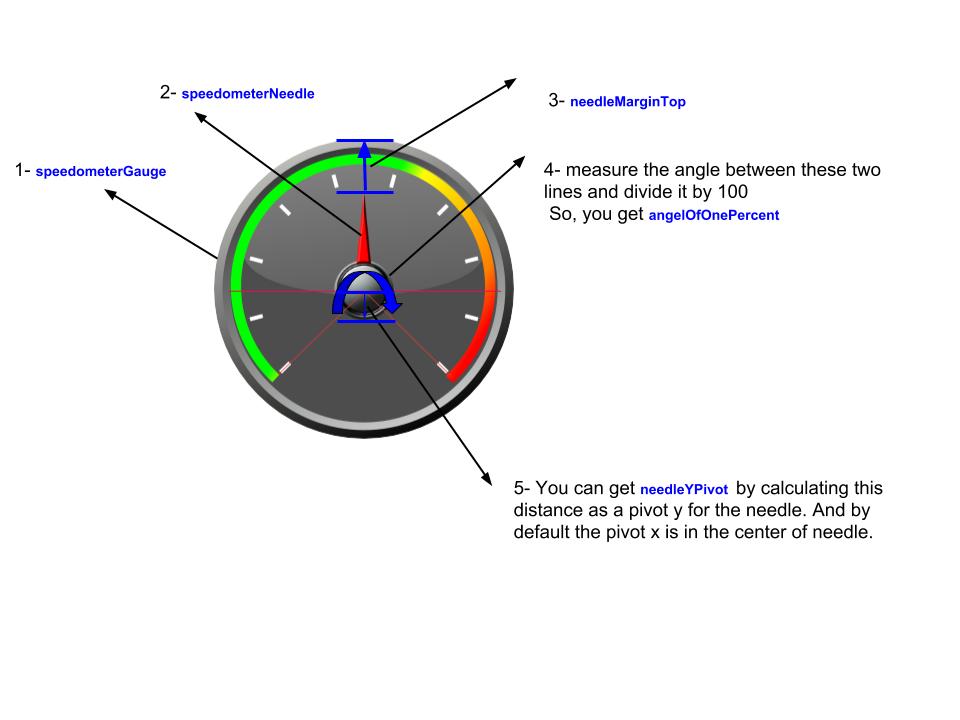 2- speedometerNeedle
3- needleMarginTop
1- speedometerGauge
4- measure the angle between these two
lines and divide it by 100
So, you get angelOfOnePercent
5- You can get needleYPivot by calculating this
distance as a pivot y for the needle. And by
default the pivot x is in the center of needle.